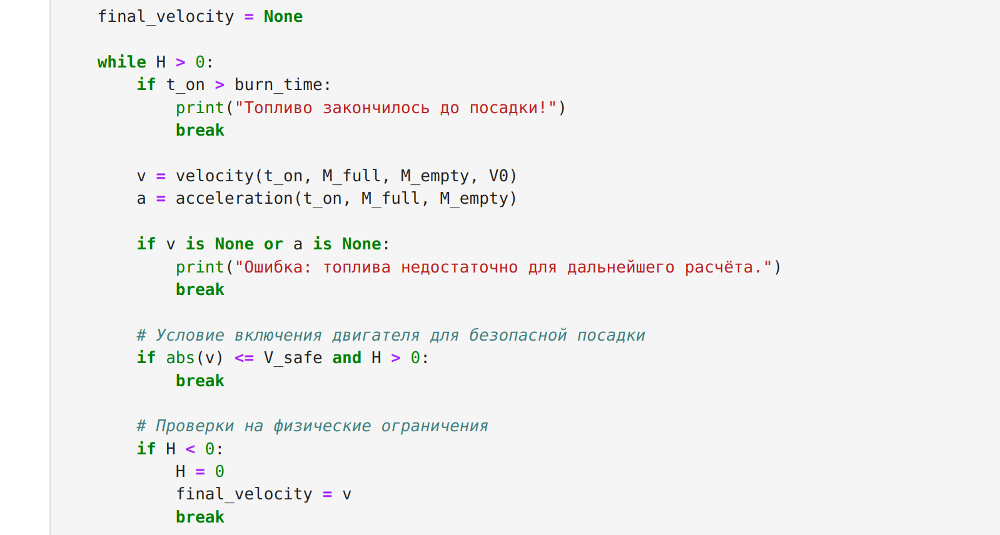 final_velocity = None
while H > 0:
if t_on > burn_time:
print("Топливо закончилось до посадки!")
break
v = velocity(t_on, M_full, M_empty, V0)
a = acceleration(t_on, M_full, M_empty)
if v is None or a is None:
print("Ошибка: топлива недостаточно для дальнейшего расчёта.")
break
# Условие включения двигателя для безопасной посадки
if abs(v) <= V_safe and H > 0:
break
# Проверки на физические ограничения
if H < 0:
H = 0
final_velocity = v
break